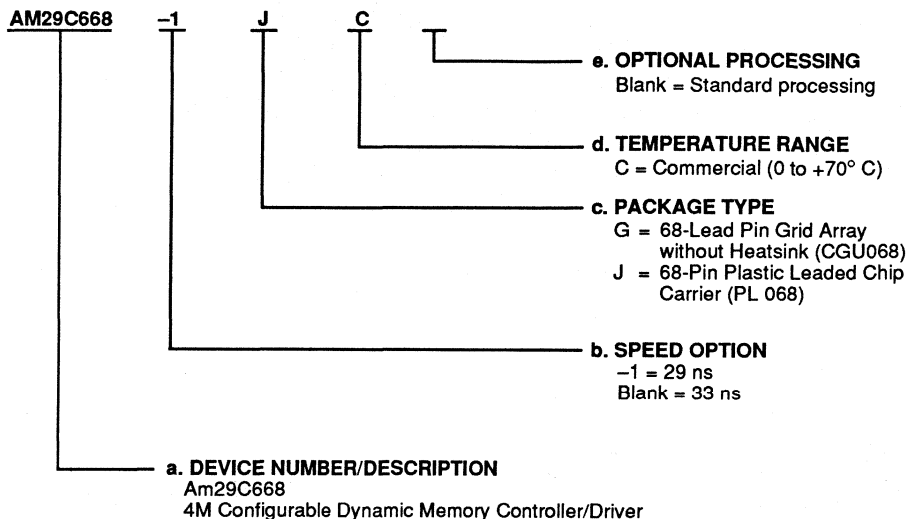 AM29C668 –1 J C
e. OPTIONAL PROCESSING
Blank = Standard processing
d. TEMPERATURE RANGE
C = Commercial (0 to +70° C)
c. PACKAGE TYPE
G = 68-Lead Pin Grid Array
without Heatsink (CGU068)
J = 68-Pin Plastic Leaded Chip
Carrier (PL 068)
b. SPEED OPTION
–1 = 29 ns
Blank = 33 ns
a. DEVICE NUMBER/DESCRIPTION
Am29C668
4M Configurable Dynamic Memory Controller/Driver